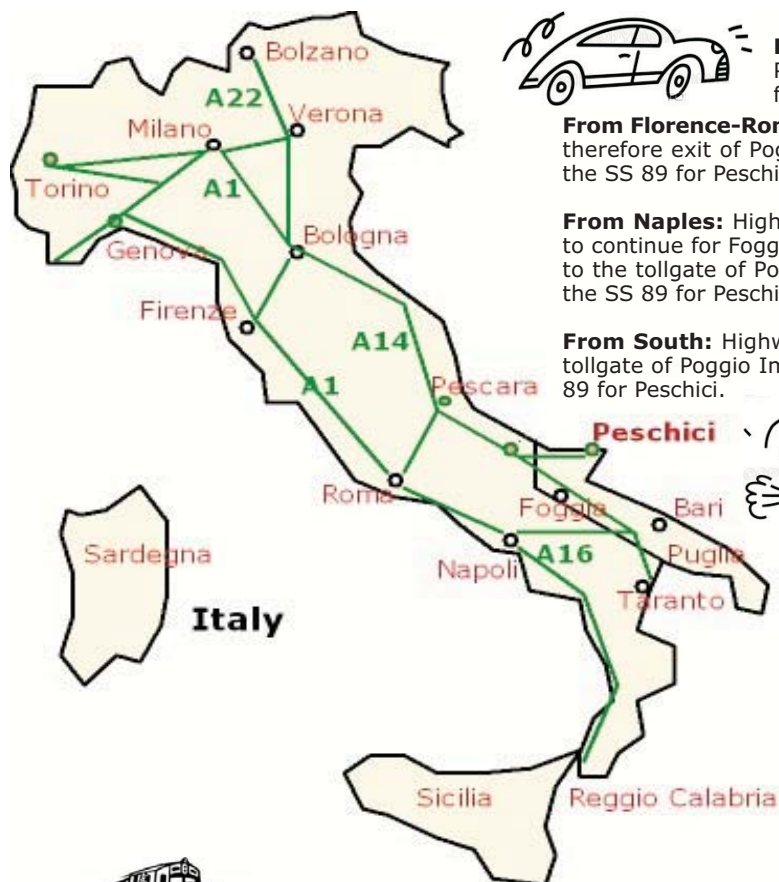 Bolzano
A22
Verona
Milano
Torino
A1
Genova
Bologna
Firenze
A14
A1
Pescara
Peschici
Roma
Foggia
Bari
A16
Puglia
Napoli
Taranto
Sardegna
Italy
Sicilia
Reggio Calabria
From Florence-Rom
therefore exit of Pog
the SS 89 for Peschi
From Naples: High
to continue for Fogg
to the tollgate of Po
the SS 89 for Peschi
From South: Highw
tollgate of Poggio In
89 for Peschici.